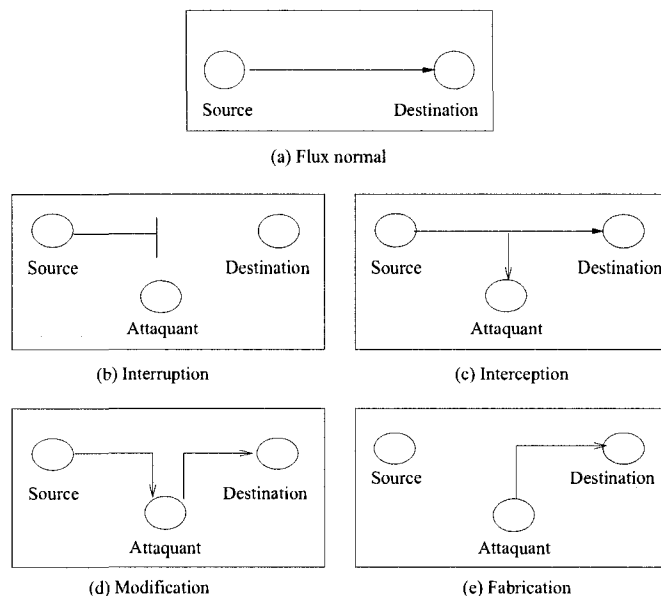 Source Destination
(a) Flux normal
Source Destination
Attaquant
(b) Interruption
Source Destination
Attaquant
(c) Interception
Source Destination
Attaquant
(d) Modification
Source Destination
Attaquant
(e) Fabrication